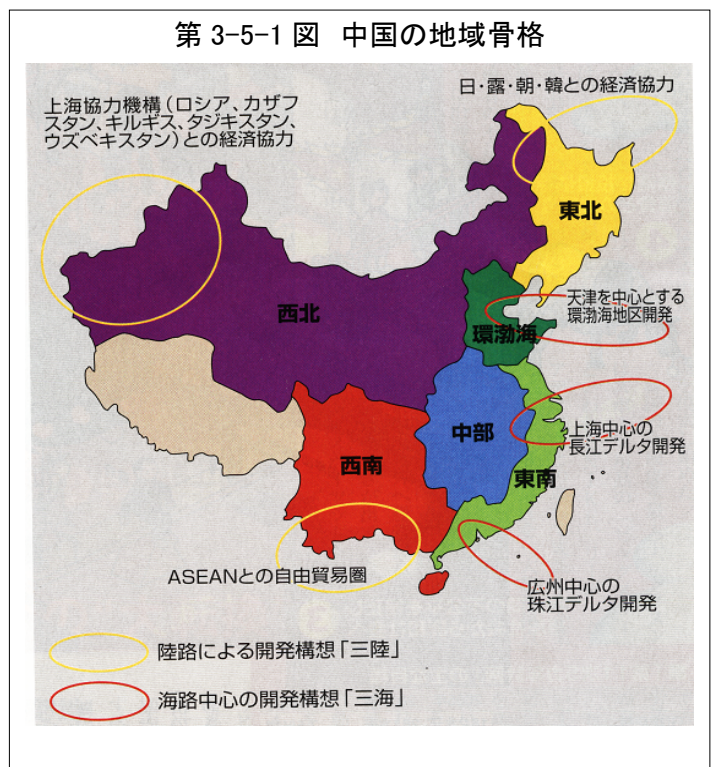 第 3-5-1 図 中国の地域骨格
日・露・朝・韓との経済協力
上海協力機構（ロシア、カザフ
スタン、キルギス、タジキスタン、
ウズベキスタン）との経済協力
東北
西北
天津を中心とする
環渤海地区開発
環渤海
中部
上海中心の
長江デルタ開発
西南
東南
ASEANとの自由貿易圏
広州中心の
珠江デルタ開発
陸路による開発構想「三陸」
海路中心の開発構想「三海」